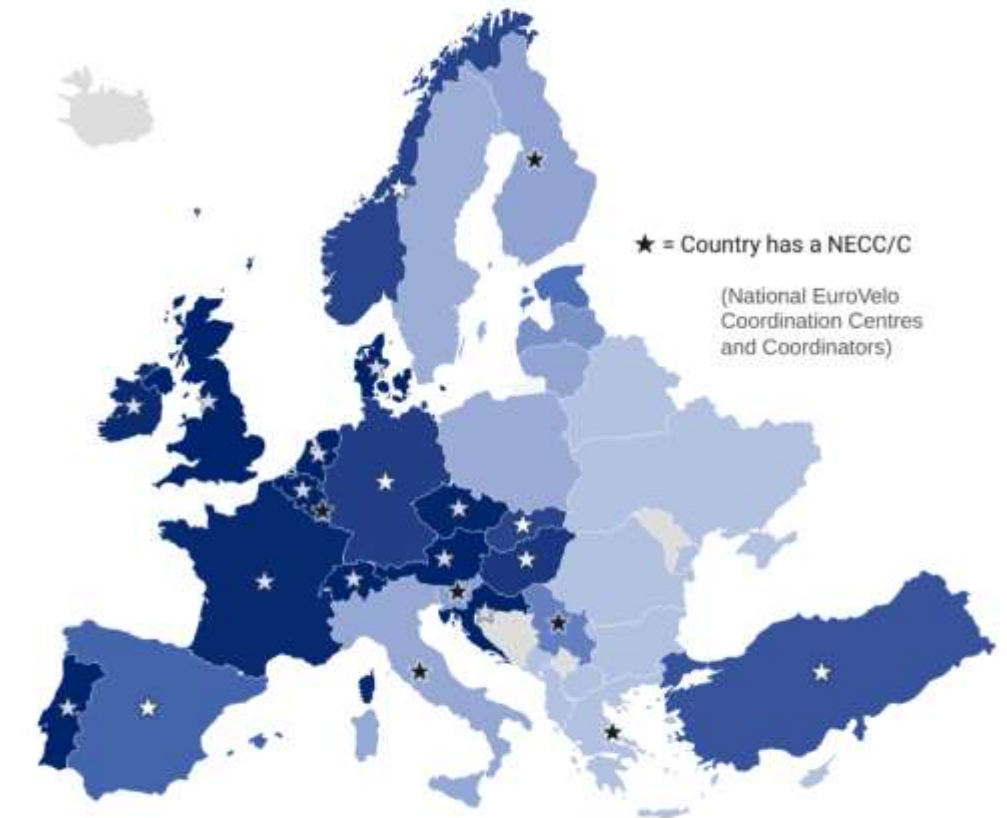 ★ = Country has a NECC/C
(National EuroVelo
Coordination Centres
and Coordinators)